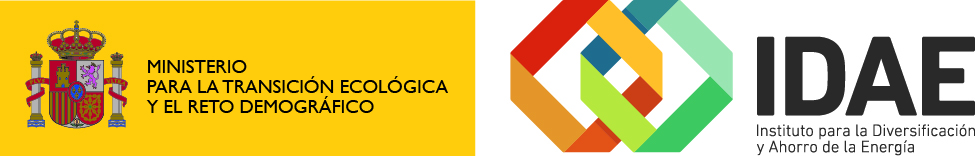 MINISTERIO
PARA LA TRANSICIÓN ECOLÓGICA
Y EL RETO DEMOGRÁFICO
IDAE
Instituto para la Diversificación
y Ahorro de la Energía